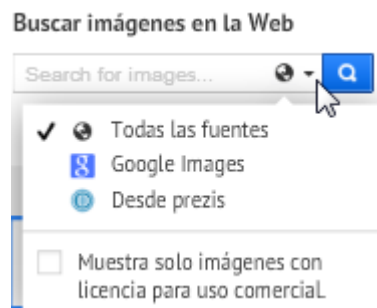 Buscar imágenes en la Web
Search for images...
Todas las fuentes
Google Images
Desde prezis
Muestra solo imágenes con
licencia para uso comercial.